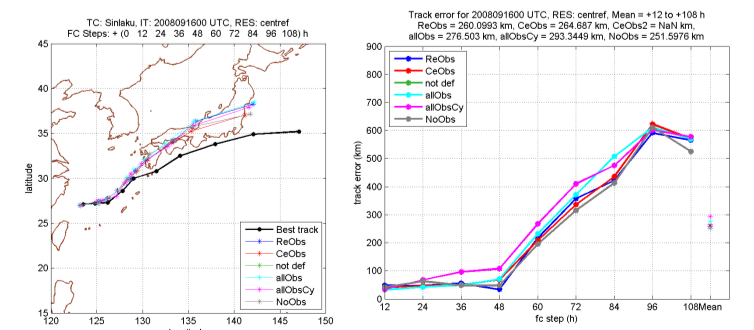 TC: Sinlaku, IT: 2008091600 UTC, RES: centref
FC Steps: + (0 12 24 36 48 60 72 84 96 108) h
45
40
35
30
25
20
15
latitude
120 125 130 135 140 145 150
Best track
ReObs
CeObs
not def
allObs
allObsCy
NoObs
Track error for 2008091600 UTC, RES: centref, Mean = +12 to +108 h
ReObs = 260.0993 km, CeObs = 264.687 km, CeObs2 = NaN km,
allObs = 276.503 km, allObsCy = 293.3449 km, NoObs = 251.5976 km
900
800
700
600
500
400
300
200
100
0
track error (km)
ReObs
CeObs
not def
allObs
allObsCy
NoObs
12 24 36 48 60 72 84 96 108 Mean
fc step (h)